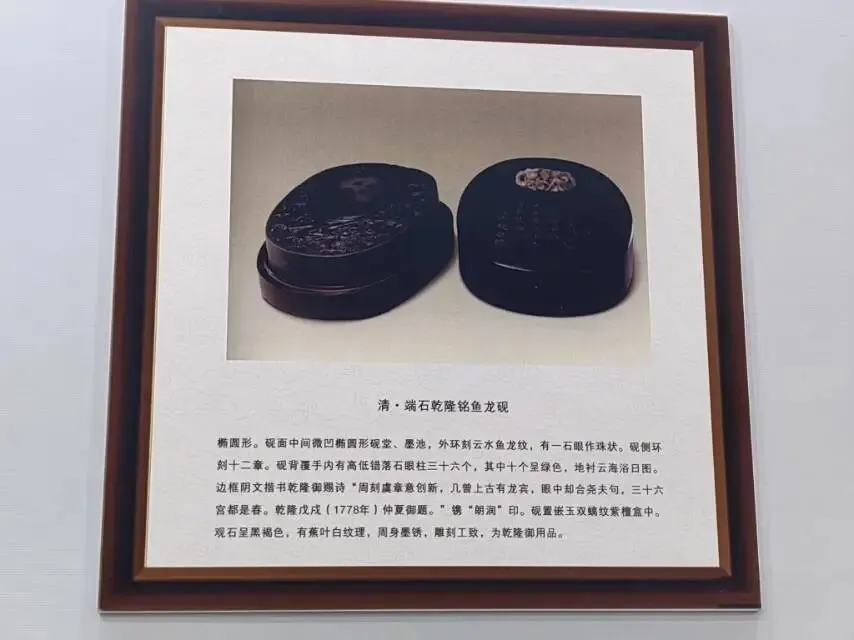 清·端石乾隆铭鱼龙砚
椭圆形。砚面中间微凹椭圆形砚堂、墨池，外环刻云水鱼龙纹，有一石眼作珠状。砚侧环
刻十二章。砚背覆手内有高低错落石眼柱三十六个，其中十个呈绿色，地衬云海浴日图。
边框阴文楷书乾隆御赐诗“周刻虞章意创新，几曾上古有龙宾，眼中却合尧夫句，三十六
宫都是春。乾隆戊戌（1778年）仲夏御题。”镌“朗润”印。砚置嵌玉双螭纹紫檀盒中。
观石呈黑褐色，有蕉叶白纹理，周身墨锈，雕刻工致，为乾隆御用品。